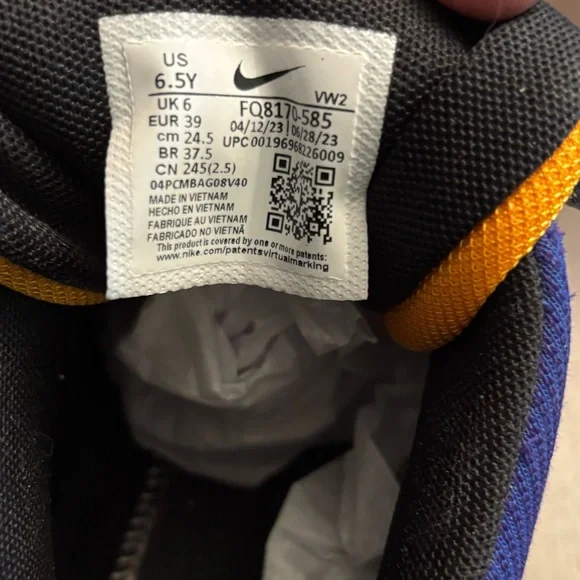 US
6.5Y
UK 6
EUR 39
cm 24.5
BR 37.5
CN 245(2.5)
VW2
FQ8170-585
04/12/23 | 06/28/23
UPC 00196968226009
04PCMBAG08V40
MADE IN VIETNAM
HECHO EN VIETNAM
FABRIQUE AU VIETNAM
FABRICADO NO VIETNÃ
This product is covered by one or more patents:
www.nike.com/patentsvirtualmarking